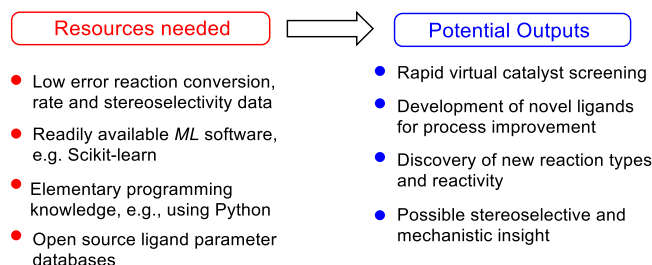 Resources needed
Low error reaction conversion,
rate and stereoselectivity data
Readily available ML software,
e.g. Scikit-learn
Elementary programming
knowledge, e.g., using Python
Open source ligand parameter
databases
Potential Outputs
Rapid virtual catalyst screening
Development of novel ligands
for process improvement
Discovery of new reaction types
and reactivity
Possible stereoselective and
mechanistic insight